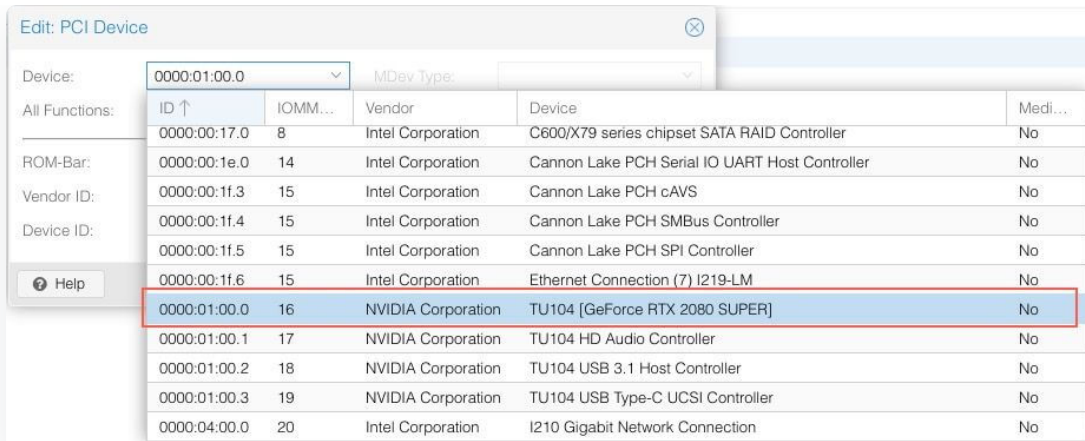 Edit: PCI Device
Device: 0000:01:00.0 MDev Type:
All Functions:
ROM-Bar:
Vendor ID:
Device ID:
Help
ID ↑ IOMM... Vendor Device Medi...
0000:00:17.0 8 Intel Corporation C600/X79 series chipset SATA RAID Controller No
0000:00:1e.0 14 Intel Corporation Cannon Lake PCH Serial IO UART Host Controller No
0000:00:1f.3 15 Intel Corporation Cannon Lake PCH cAVS No
0000:00:1f.4 15 Intel Corporation Cannon Lake PCH SMBus Controller No
0000:00:1f.5 15 Intel Corporation Cannon Lake PCH SPI Controller No
0000:00:1f.6 15 Intel Corporation Ethernet Connection (7) I219-LM No
0000:01:00.0 16 NVIDIA Corporation TU104 [GeForce RTX 2080 SUPER] No
0000:01:00.1 17 NVIDIA Corporation TU104 HD Audio Controller No
0000:01:00.2 18 NVIDIA Corporation TU104 USB 3.1 Host Controller No
0000:01:00.3 19 NVIDIA Corporation TU104 USB Type-C UCSI Controller No
0000:04:00.0 20 Intel Corporation I210 Gigabit Network Connection No